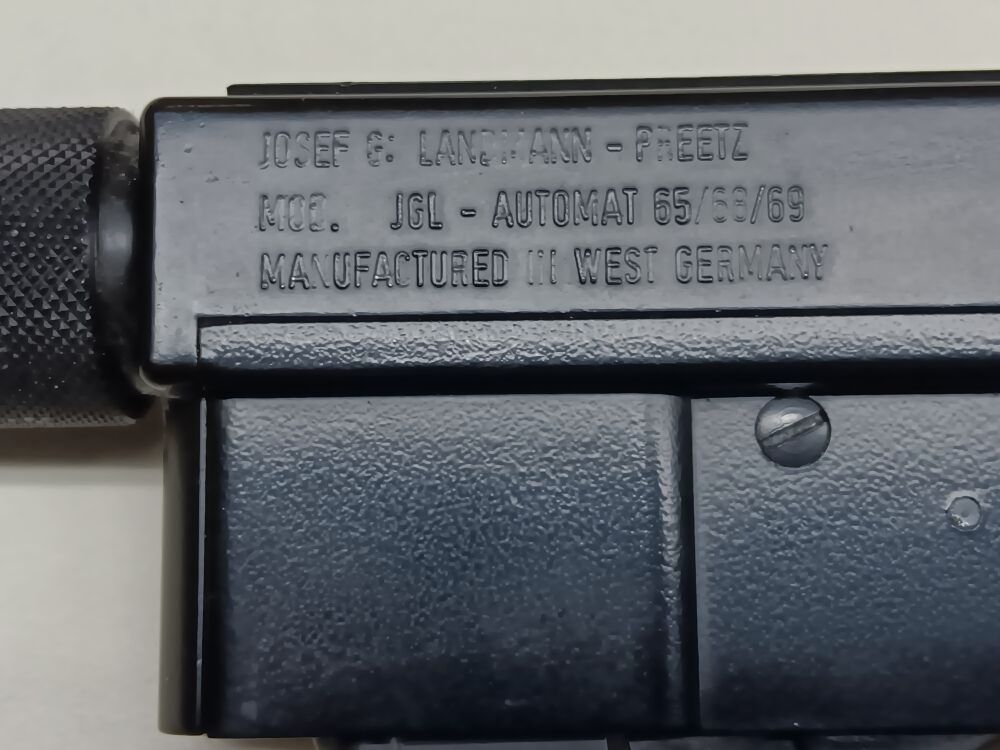 JOSEF G. LANDMANN - PREETZ
MOD. JGL - AUTOMAT 65/68/69
MANUFACTURED IN WEST GERMANY